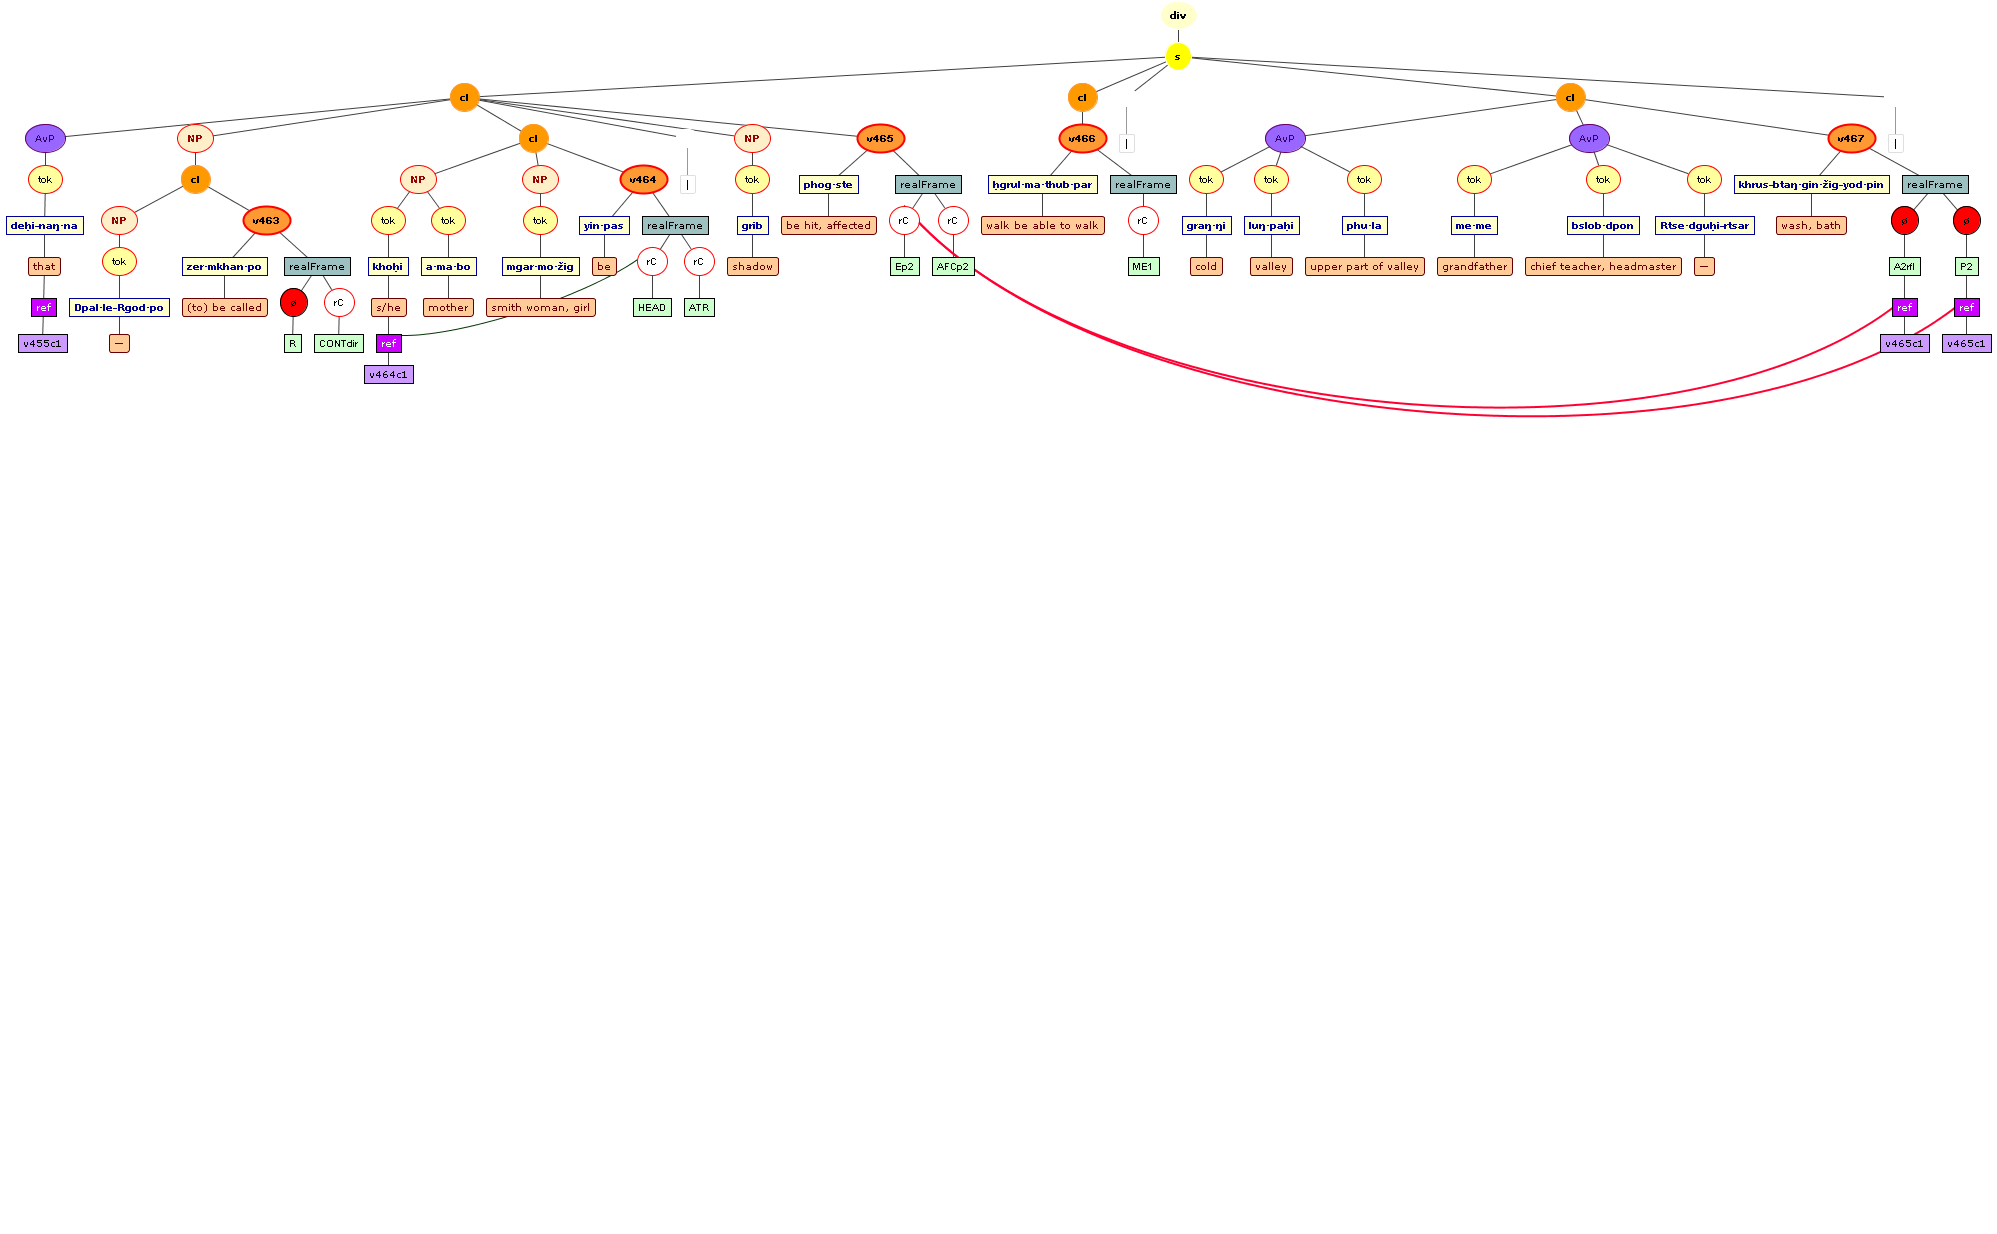 div
s
cl cl cl
AvP NP cl NP v465 v466 | AvP AvP v467 |
tok cl NP NP v464 | tok phog·ste realFrame ḥgrul·ma·thub·par realFrame tok tok tok tok tok tok khrus·btaŋ·gin·žig·yod·pin realFrame
deḥi·naŋ·na NP v463 tok tok tok yin·pas realFrame grib be hit, affected rC rC walk be able to walk rC graŋ·ŋi luŋ·paḥi phu·la me·me bslob·dpon Rtse·dguḥi·rtsar wash, bath ø ø
that tok zer·mkhan·po realFrame khoḥi a·ma·bo mgar·mo·žig be rC rC shadow Ep2 AFCp2 ME1 cold valley upper part of valley grandfather chief teacher, headmaster — A2rfl P2
ref Dpal·le·Rgod·po (to) be called ø rC s/he mother smith woman, girl HEAD ATR ref ref
v455c1 — R CONTdir ref v465c1 v465c1
v464c1